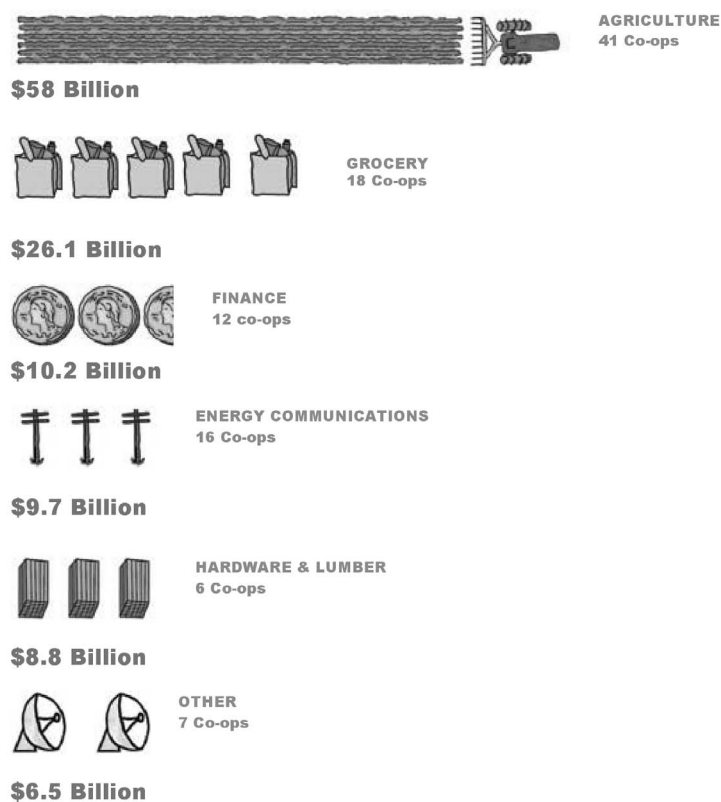 AGRICULTURE
41 Co-ops
$58 Billion
GROCERY
18 Co-ops
$26.1 Billion
FINANCE
12 co-ops
$10.2 Billion
ENERGY COMMUNICATIONS
16 Co-ops
$9.7 Billion
HARDWARE & LUMBER
6 Co-ops
$8.8 Billion
OTHER
7 Co-ops
$6.5 Billion